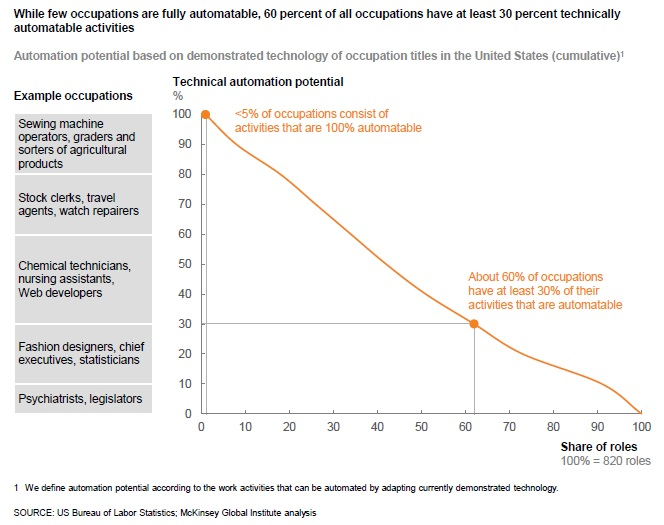 While few occupations are fully automatable, 60 percent of all occupations have at least 30 percent technically
automatable activities
Automation potential based on demonstrated technology of occupation titles in the United States (cumulative)1
Example occupations
Sewing machine
operators, graders and
sorters of agricultural
products
Stock clerks, travel
agents, watch repairers
Chemical technicians,
nursing assistants,
Web developers
Fashion designers, chief
executives, statisticians
Psychiatrists, legislators
Technical automation potential
%
100
90
80
70
60
50
40
30
20
10
0
<5% of occupations consist of
activities that are 100% automatable
About 60% of occupations
have at least 30% of their
activities that are automatable
0 10 20 30 40 50 60 70 80 90 100
Share of roles
100% = 820 roles
1 We define automation potential according to the work activities that can be automated by adapting currently demonstrated technology.
SOURCE: US Bureau of Labor Statistics; McKinsey Global Institute analysis